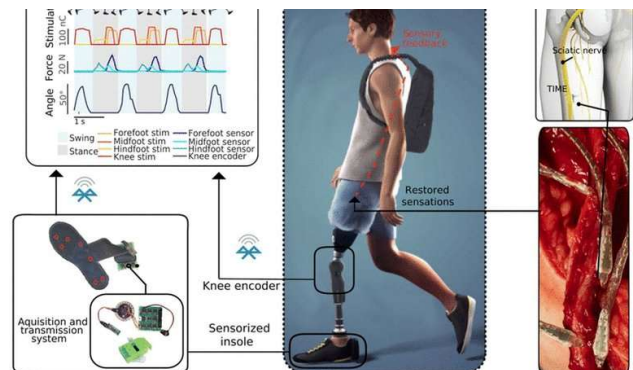 Stimulat
100 nC
Force
20 N
Angle
50°
1 s
Swing
Stance
Forefoot stim
Midfoot stim
Hindfoot stim
Knee stim
Forefoot sensor
Midfoot sensor
Hindfoot sensor
Knee encoder
Sensory
feedback
Sciatic nerve
TIME
Restored
sensations
Knee encoder
Sensorized
insole
Aquisition and
transmission
system